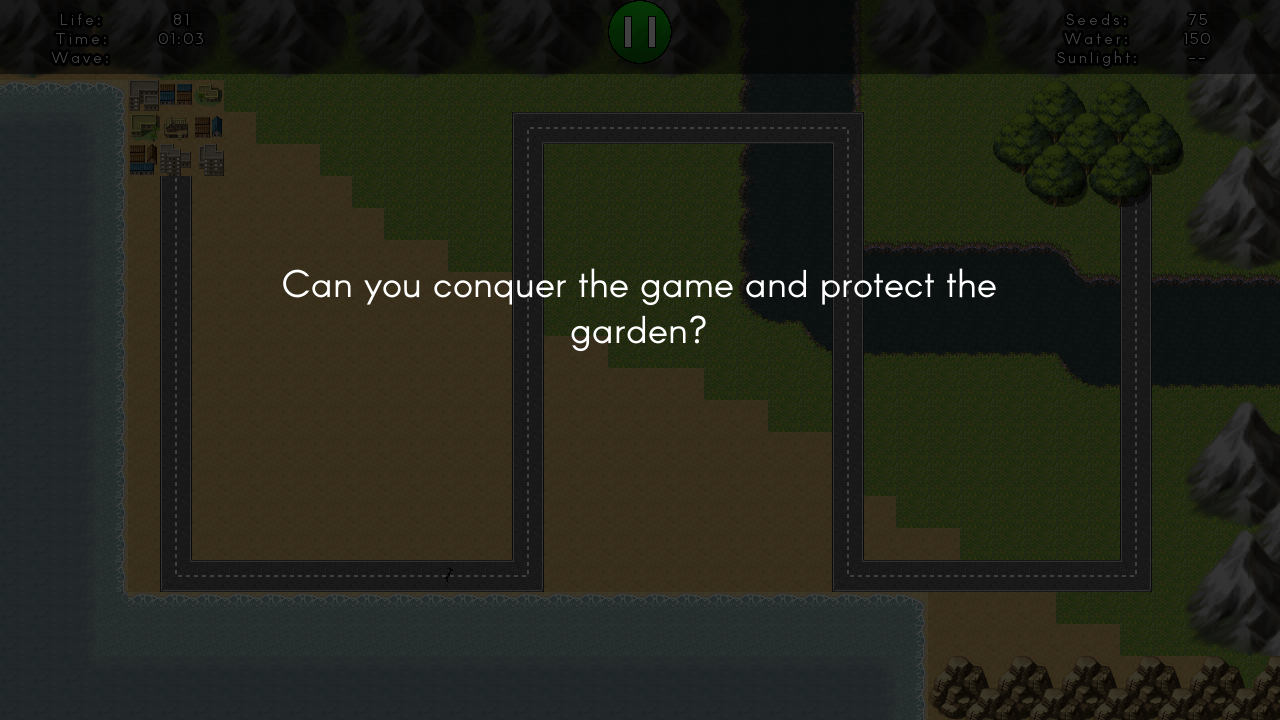 Life: 81
Time: 01:03
Wave:
Seeds: 75
Water: 150
Sunlight: --
Can you conquer the game and protect the
garden?